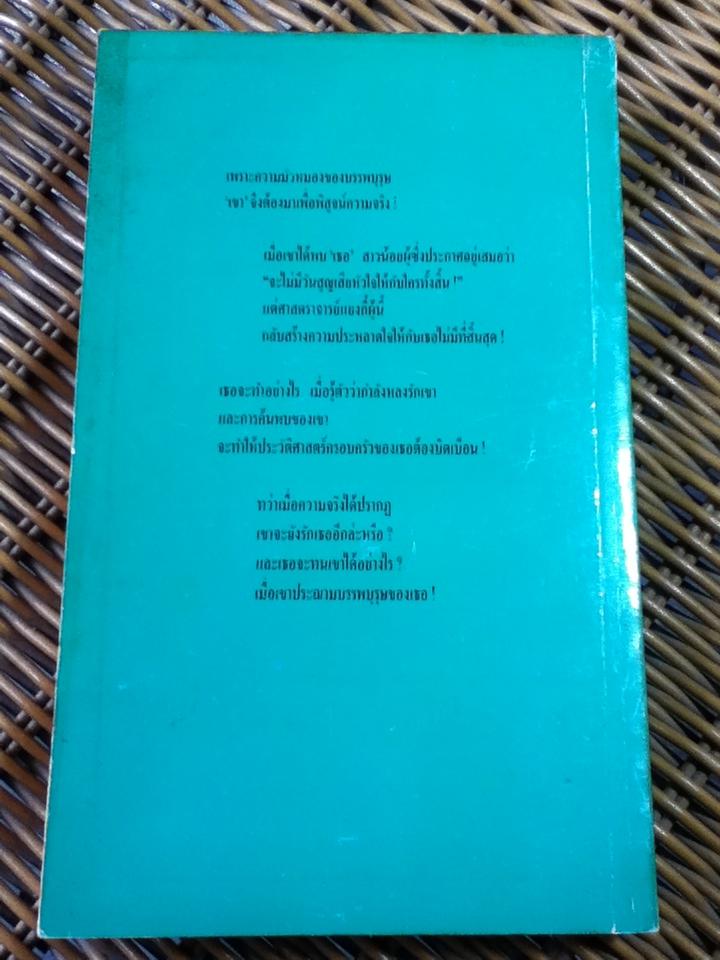 เพราะความมัวหมองของบรรพบุรุษ
'เขา' จึงต้องมาเพื่อพิสูจน์ความจริง !
เมื่อเขาได้พบ 'เธอ' สาวน้อยผู้ซึ่งประกาศอยู่เสมอว่า
"จะไม่มีวันสูญเสียหัวใจให้กับใครทั้งสิ้น !"
แต่ศาสตราจารย์แยงกี้ผู้นี้
กลับสร้างความประหลาดใจให้กับเธอไม่มีที่สิ้นสุด !
เธอจะทำอย่างไร เมื่อรู้ตัวว่ากำลังหลงรักเขา
และการค้นพบของเขา
จะทำให้ประวัติศาสตร์ครอบครัวของเธอต้องบิดเบือน !
ทว่าเมื่อความจริงได้ปรากฏ
เขาจะยังรักเธออีกล่ะหรือ ?
และเธอจะทนเขาได้อย่างไร ?
เมื่อเขาประณามบรรพบุรุษของเธอ !